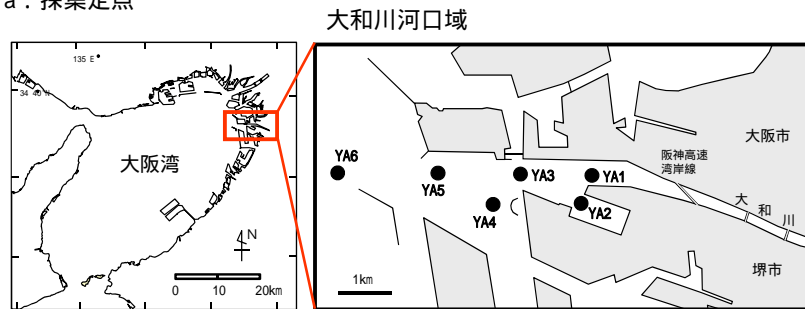 a：採集定点
大和川河口域
135 E
34 40 N
大阪湾
N
0 10 20km
大阪市
阪神高速
湾岸線
YA6
YA5
YA3
YA1
YA4
YA2
大和川
堺市
1km